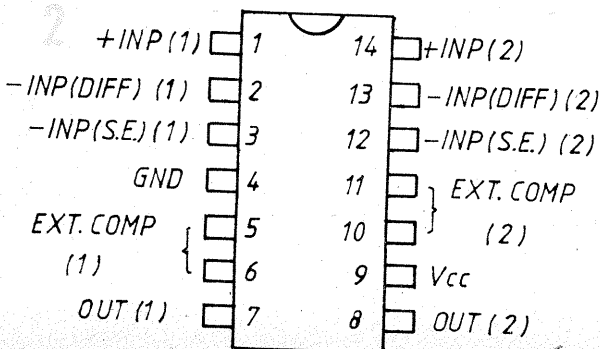 2
+INP(1) 1 14 +INP(2)
-INP(DIFF) (1) 2 13 -INP(DIFF) (2)
-INP(S.E.) (1) 3 12 -INP(S.E.) (2)
GND 4 11 EXT. COMP
EXT. COMP 5 10 (2)
(1) 6 9 Vcc
OUT (1) 7 8 OUT (2)